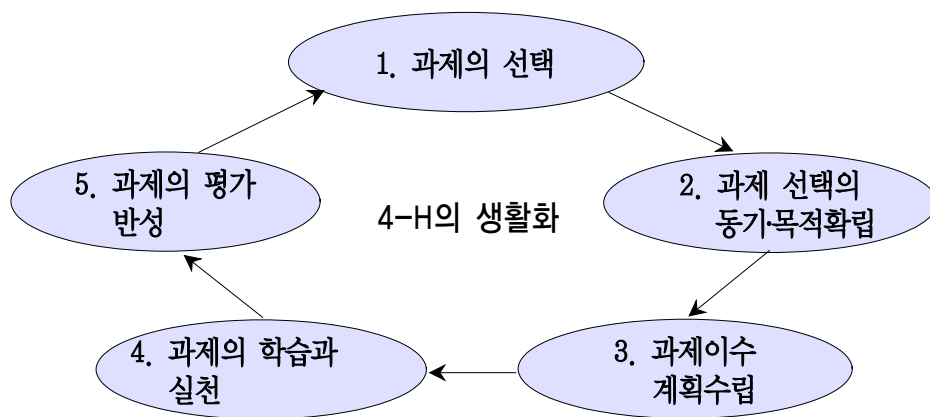 1. 과제의 선택
2. 과제 선택의
동기·목적확립
3. 과제이수
계획수립
4. 과제의 학습과
실천
5. 과제의 평가
반성
4-H의 생활화